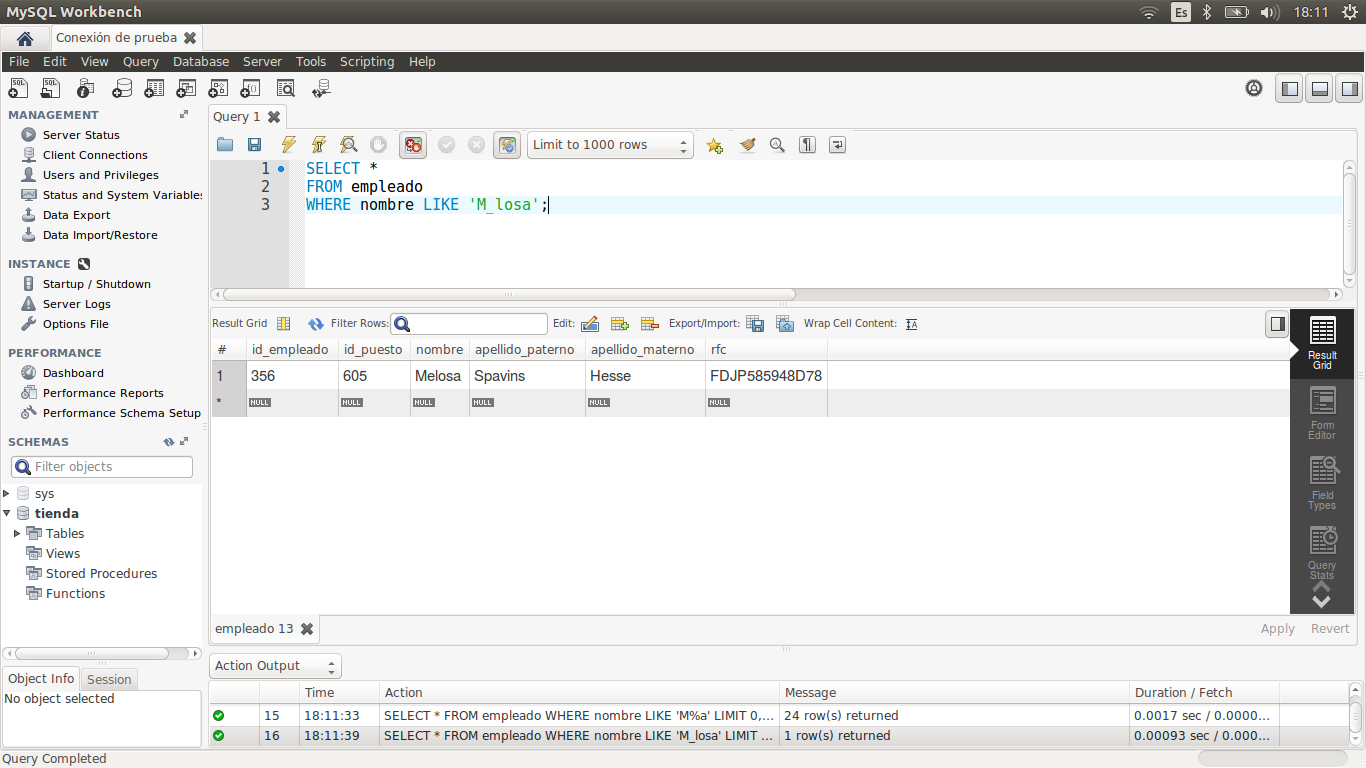 MySQL Workbench
Es
18:11
Conexión de prueba
File Edit View Query Database Server Tools Scripting Help
MANAGEMENT
Server Status
Client Connections
Users and Privileges
Status and System Variables
Data Export
Data Import/Restore
INSTANCE
Startup / Shutdown
Server Logs
Options File
PERFORMANCE
Dashboard
Performance Reports
Performance Schema Setup
SCHEMAS
Filter objects
sys
tienda
Tables
Views
Stored Procedures
Functions
Object Info Session
No object selected
Query Completed
Query 1
Limit to 1000 rows
1 SELECT *
2 FROM empleado
3 WHERE nombre LIKE 'M_losa';
Result Grid Filter Rows: Edit: Export/Import: Wrap Cell Content:
# id_empleado id_puesto nombre apellido_paterno apellido_materno rfc
1 356 605 Melosa Spavins Hesse FDJP585948D78
* NULL NULL NULL NULL NULL NULL
Result
Grid
Form
Editor
Field
Types
Query
Stats
empleado 13
Apply Revert
Action Output
Time Action Message Duration / Fetch
15 18:11:33 SELECT * FROM empleado WHERE nombre LIKE 'M%a' LIMIT 0,... 24 row(s) returned 0.0017 sec / 0.0000...
16 18:11:39 SELECT * FROM empleado WHERE nombre LIKE 'M_losa' LIMIT ... 1 row(s) returned 0.00093 sec / 0.000...